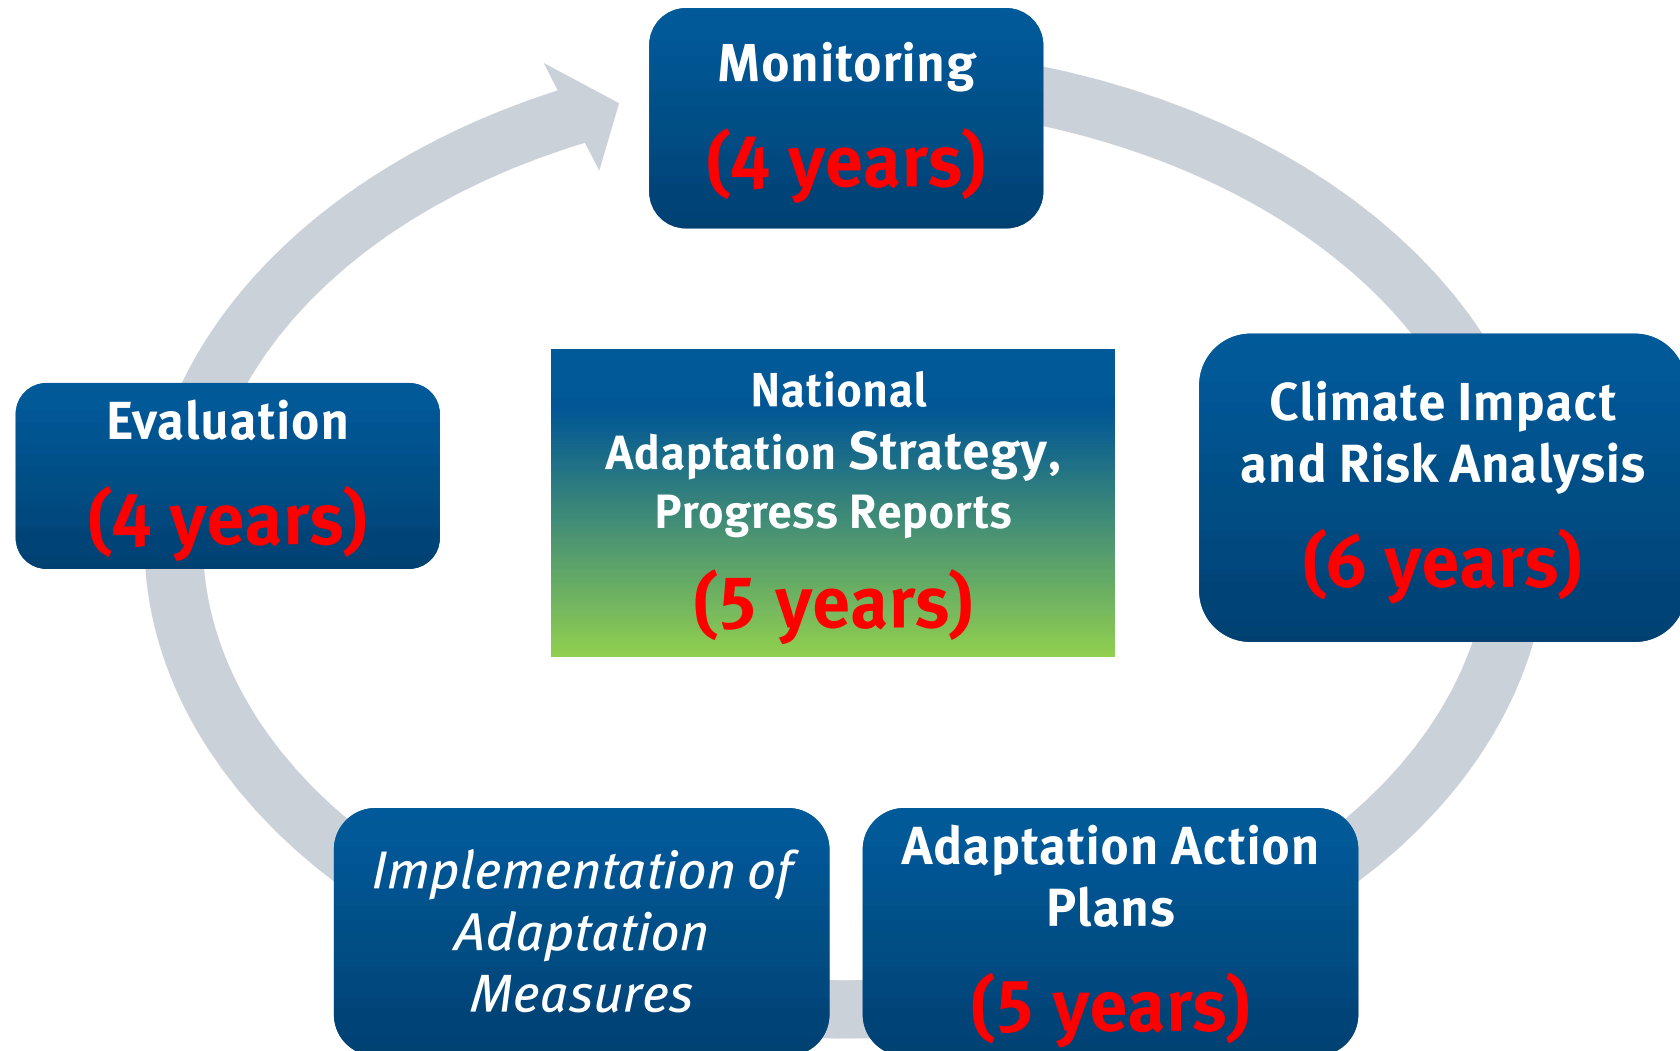 Monitoring
(4 years)
Climate Impact
and Risk Analysis
(6 years)
Adaptation Action
Plans
(5 years)
Implementation of
Adaptation
Measures
Evaluation
(4 years)
National
Adaptation Strategy,
Progress Reports
(5 years)